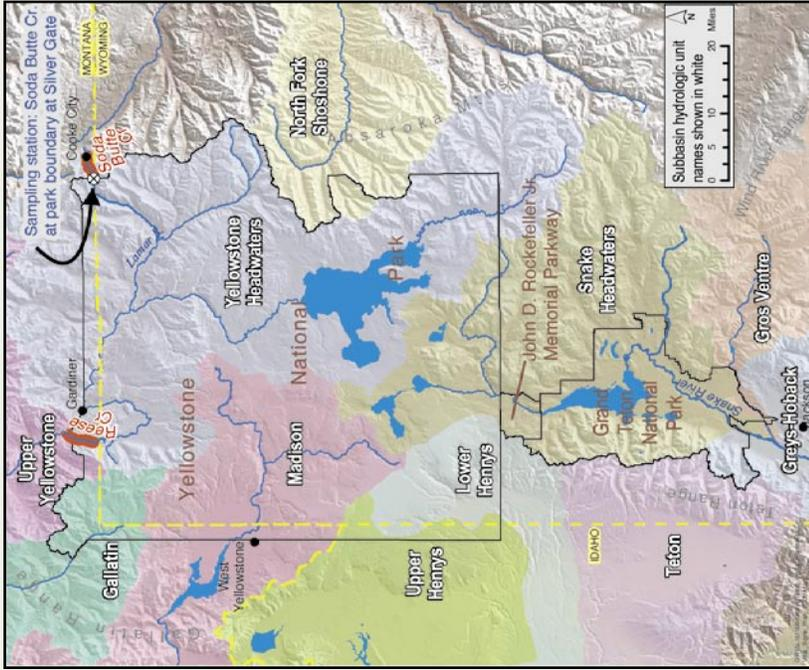 Sampling station: Soda Butte Cr.
at park boundary at Silver Gate
MONTANA
WYOMING
Cooke City
Soda
Butte
Cr.
Gardiner
Reese
Cr.
Upper
Yellowstone
Lamar R.
North Fork
Shoshone
Absaroka Mtns
Gallatin
Gallatin Range
Yellowstone
National
Park
Yellowstone
Headwaters
Madison
West
Yellowstone
Upper
Henrys
Lower
Henrys
John D. Rockefeller Jr.
Memorial Parkway
Snake
Headwaters
Grand
Teton
National
Park
Snake River
IDAHO
Teton
Teton Range
Gros Ventre
Greys-Hoback
Wind River Range
Subbasin hydrologic unit
names shown in white
0 5 10 20 Miles
N